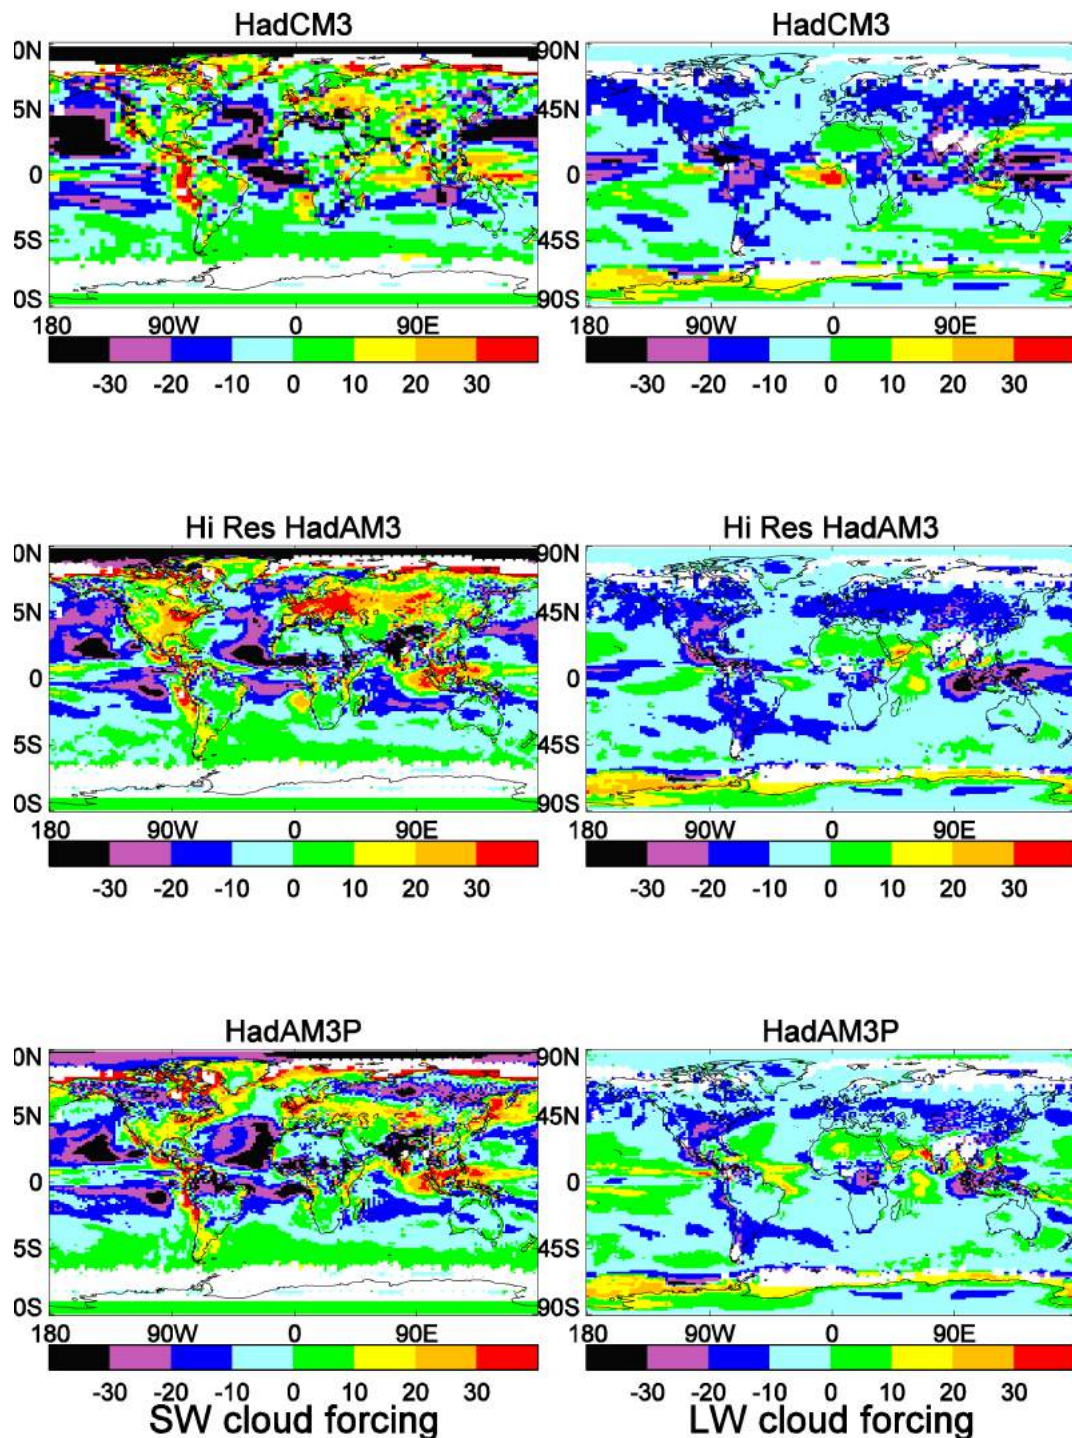 HadCM3 HadCM3
0N 90N
5N 45N
0 0
5S 45S
0S 90S
180 90W 0 90E 180 90W 0 90E
-30 -20 -10 0 10 20 30 -30 -20 -10 0 10 20 30
Hi Res HadAM3 Hi Res HadAM3
0N 90N
5N 45N
0 0
5S 45S
0S 90S
180 90W 0 90E 180 90W 0 90E
-30 -20 -10 0 10 20 30 -30 -20 -10 0 10 20 30
HadAM3P HadAM3P
0N 90N
5N 45N
0 0
5S 45S
0S 90S
180 90W 0 90E 180 90W 0 90E
-30 -20 -10 0 10 20 30 -30 -20 -10 0 10 20 30
SW cloud forcing LW cloud forcing